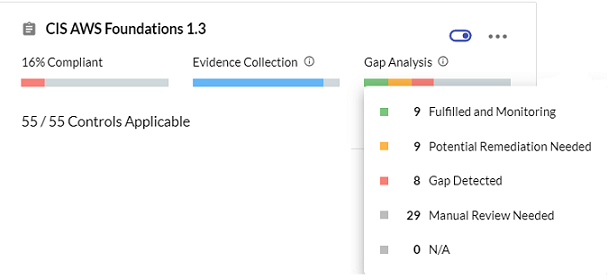 CIS AWS Foundations 1.3
16% Compliant
Evidence Collection
Gap Analysis
55 / 55 Controls Applicable
9 Fulfilled and Monitoring
9 Potential Remediation Needed
8 Gap Detected
29 Manual Review Needed
0 N/A